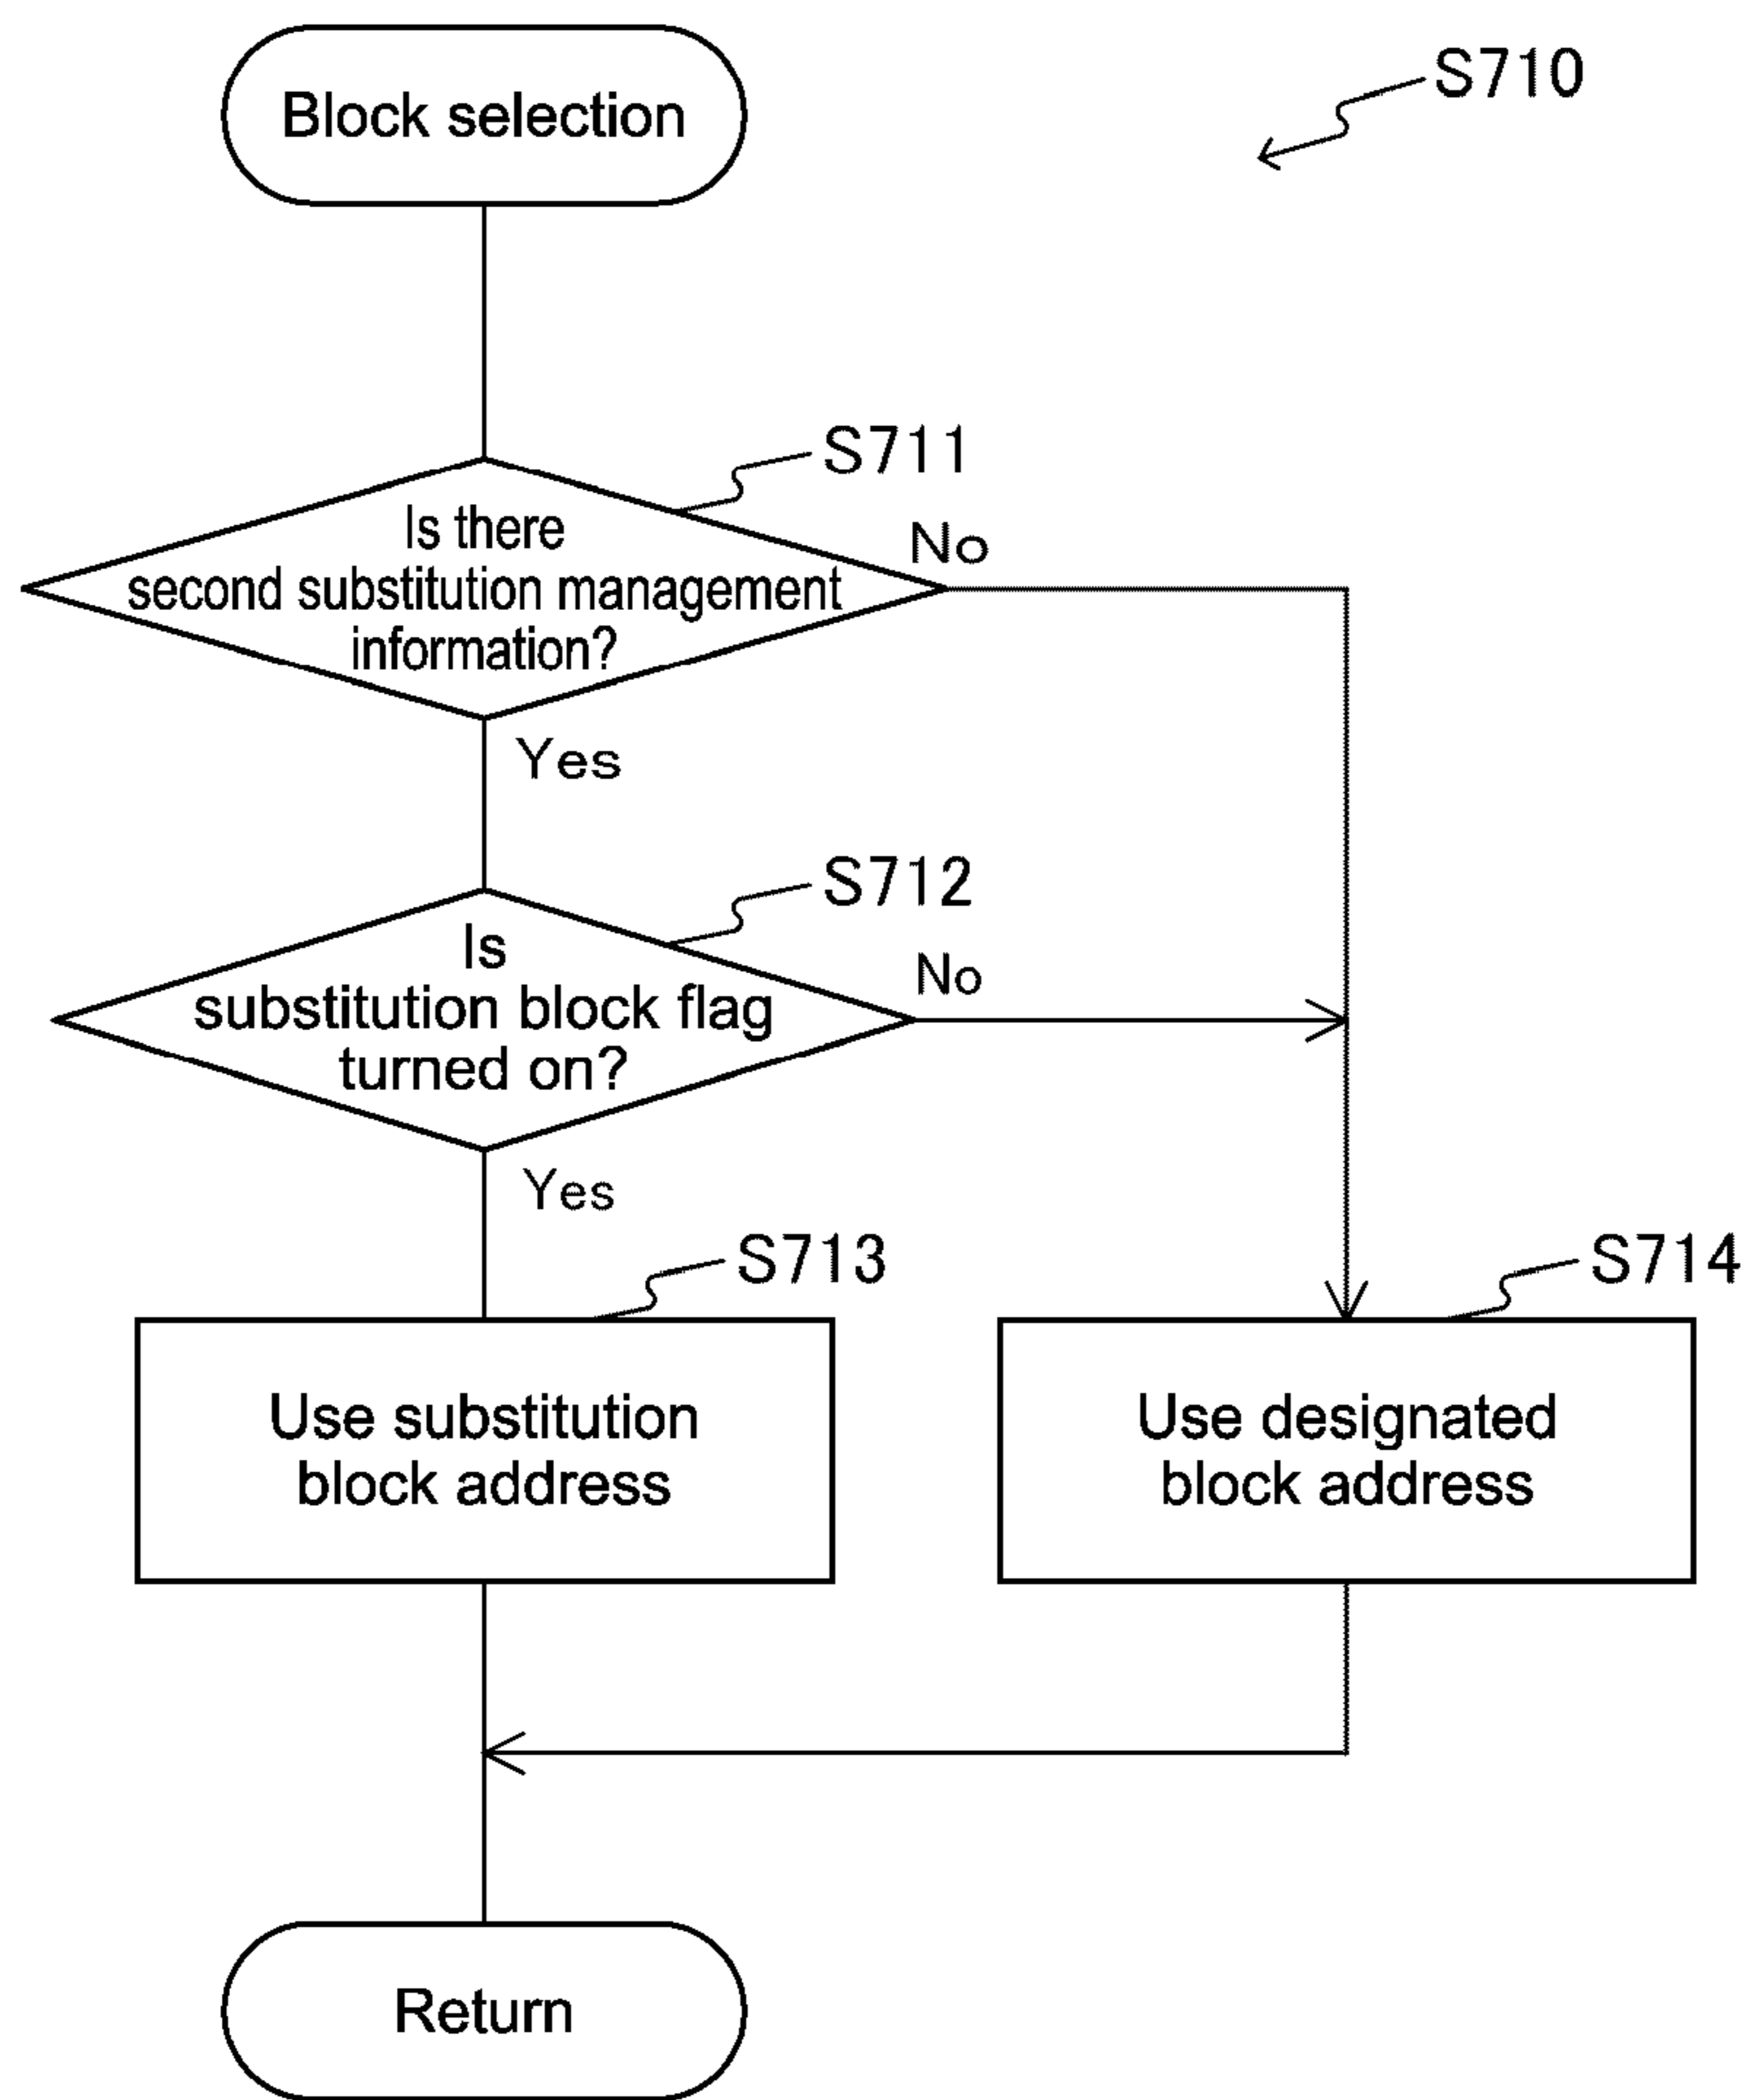 Block selection
S710
S711
Is there
second substitution management
information?
No
Yes
S712
Is
substitution block flag
turned on?
No
Yes
S713
Use substitution
block address
S714
Use designated
block address
Return